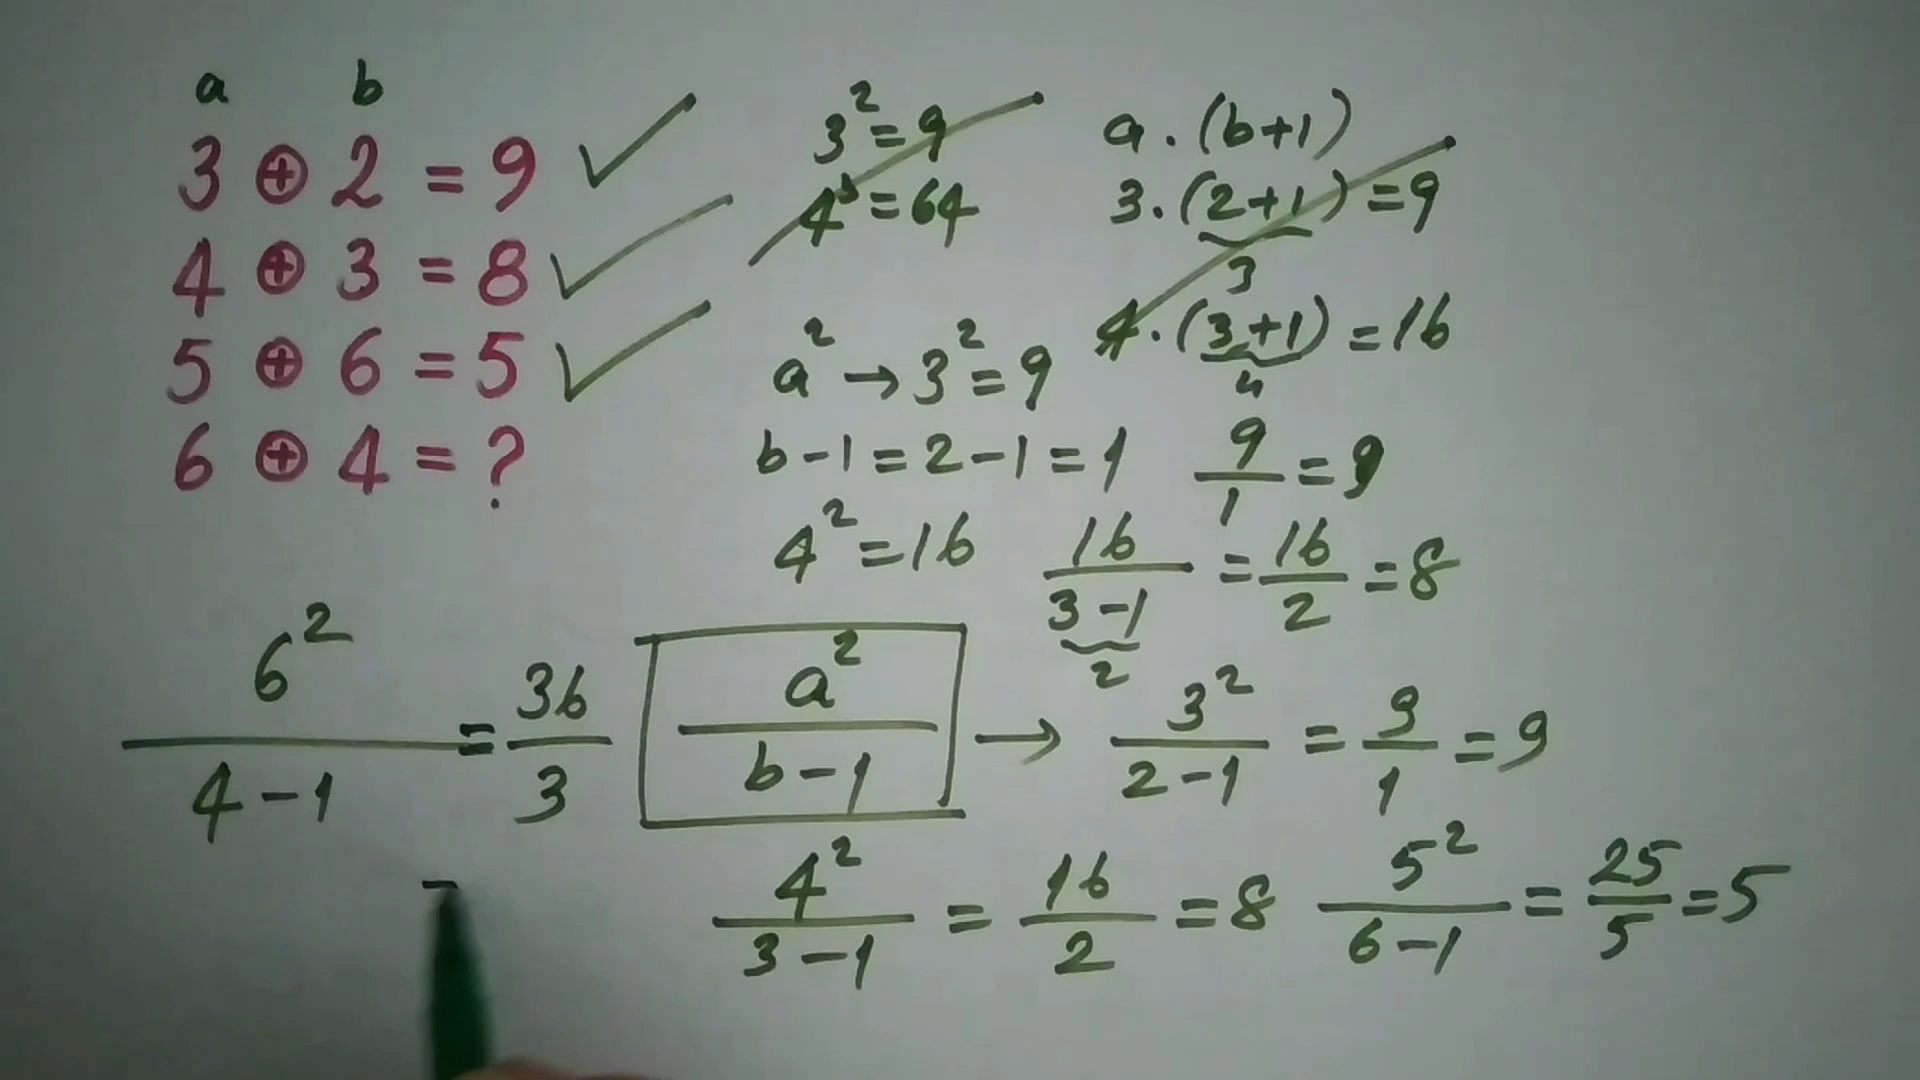 a b
3 ⊕ 2 = 9 ✓
4 ⊕ 3 = 8 ✓
5 ⊕ 6 = 5 ✓
6 ⊕ 4 = ?
3² = 9
4³ = 64
a . (b+1)
3 . (2+1) = 9
3
4 . (3+1) = 16
4
a² → 3² = 9
b - 1 = 2 - 1 = 1
9/1 = 9
4² = 16
16/(3-1) = 16/2 = 8
2
6²/(4-1) = 36/3
a²/(b-1) → 3²/(2-1) = 9/1 = 9
4²/(3-1) = 16/2 = 8
5²/(6-1) = 25/5 = 5